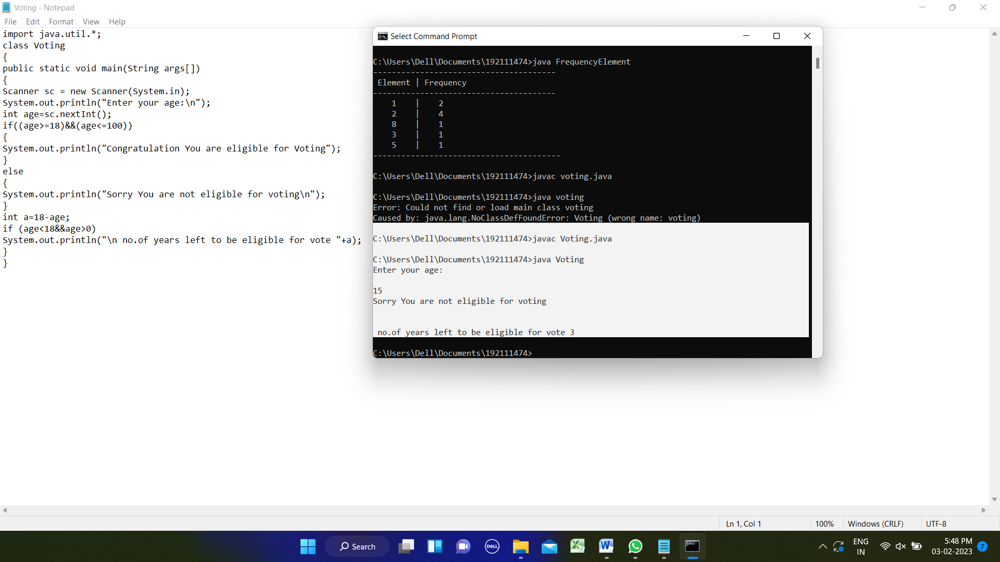 Voting - Notepad
File Edit Format View Help
import java.util.*;
class Voting
{
public static void main(String args[])
{
Scanner sc = new Scanner(System.in);
System.out.println("Enter your age:\n");
int age=sc.nextInt();
if((age>=18)&&(age<=100))
{
System.out.println("Congratulation You are eligible for Voting");
}
else
{
System.out.println("Sorry You are not eligible for voting\n");
}
int a=18-age;
if (age<18&&age>0)
System.out.println("\n no.of years left to be eligible for vote "+a);
}
}
Select Command Prompt
C:\Users\Dell\Documents\192111474>java FrequencyElement
---------------------------------------
Element | Frequency
---------------------------------------
1 | 2
2 | 4
8 | 1
3 | 1
5 | 1
----------------------------------------
C:\Users\Dell\Documents\192111474>javac voting.java
C:\Users\Dell\Documents\192111474>java voting
Error: Could not find or load main class voting
Caused by: java.lang.NoClassDefFoundError: Voting (wrong name: voting)
C:\Users\Dell\Documents\192111474>javac Voting.java
C:\Users\Dell\Documents\192111474>java Voting
Enter your age:
15
Sorry You are not eligible for voting
no.of years left to be eligible for vote 3
C:\Users\Dell\Documents\192111474>
Ln 1, Col 1 100% Windows (CRLF) UTF-8
Search
DELL
ENG
IN
5:48 PM
03-02-2023
7